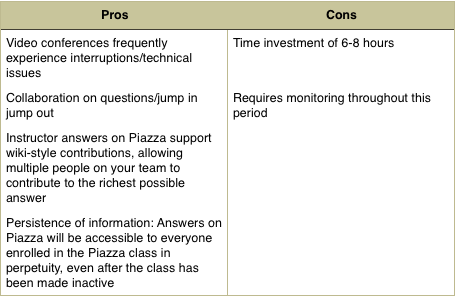 Pros Cons
Video conferences frequently
experience interruptions/technical
issues
Time investment of 6-8 hours
Collaboration on questions/jump in
jump out
Requires monitoring throughout this
period
Instructor answers on Piazza support
wiki-style contributions, allowing
multiple people on your team to
contribute to the richest possible
answer
Persistence of information: Answers on
Piazza will be accessible to everyone
enrolled in the Piazza class in
perpetuity, even after the class has
been made inactive